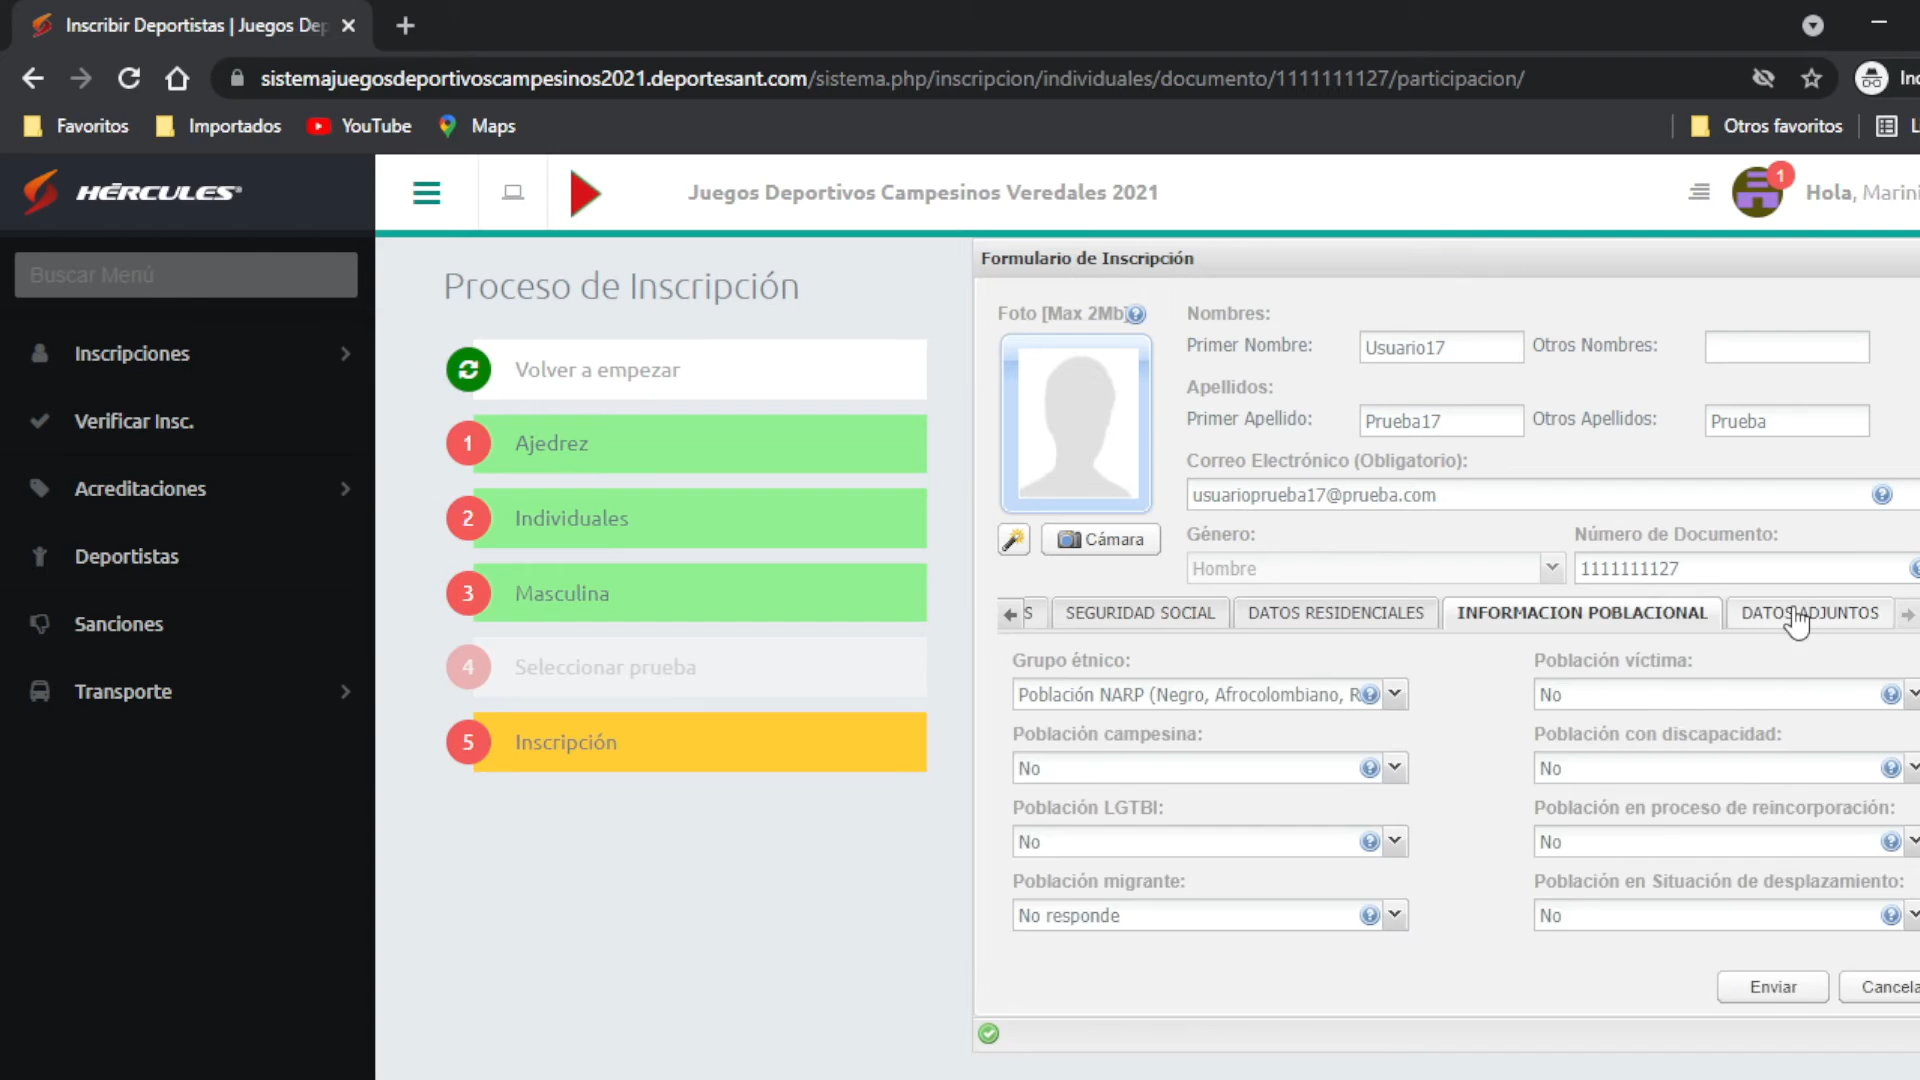 Inscribir Deportistas | Juegos Dep
sistemajuegosdeportivoscampesinos2021.deportesant.com/sistema.php/inscripcion/individuales/documento/1111111127/participacion/
Inc
Favoritos
Importados
YouTube
Maps
Otros favoritos
L
HÉRCULES®
Juegos Deportivos Campesinos Veredales 2021
1
Hola, Marini
Buscar Menú
Inscripciones
Verificar Insc.
Acreditaciones
Deportistas
Sanciones
Transporte
Proceso de Inscripción
Volver a empezar
1 Ajedrez
2 Individuales
3 Masculina
4 Seleccionar prueba
5 Inscripción
Formulario de Inscripción
Foto [Max 2Mb]
Cámara
Nombres:
Primer Nombre: Usuario17 Otros Nombres:
Apellidos:
Primer Apellido: Prueba17 Otros Apellidos: Prueba
Correo Electrónico (Obligatorio):
usuarioprueba17@prueba.com
Género: Número de Documento:
Hombre 1111111127
S SEGURIDAD SOCIAL DATOS RESIDENCIALES INFORMACION POBLACIONAL DATOS ADJUNTOS
Grupo étnico: Población víctima:
Población NARP (Negro, Afrocolombiano, R No
Población campesina: Población con discapacidad:
No No
Población LGTBI: Población en proceso de reincorporación:
No No
Población migrante: Población en Situación de desplazamiento:
No responde No
Enviar Cancela